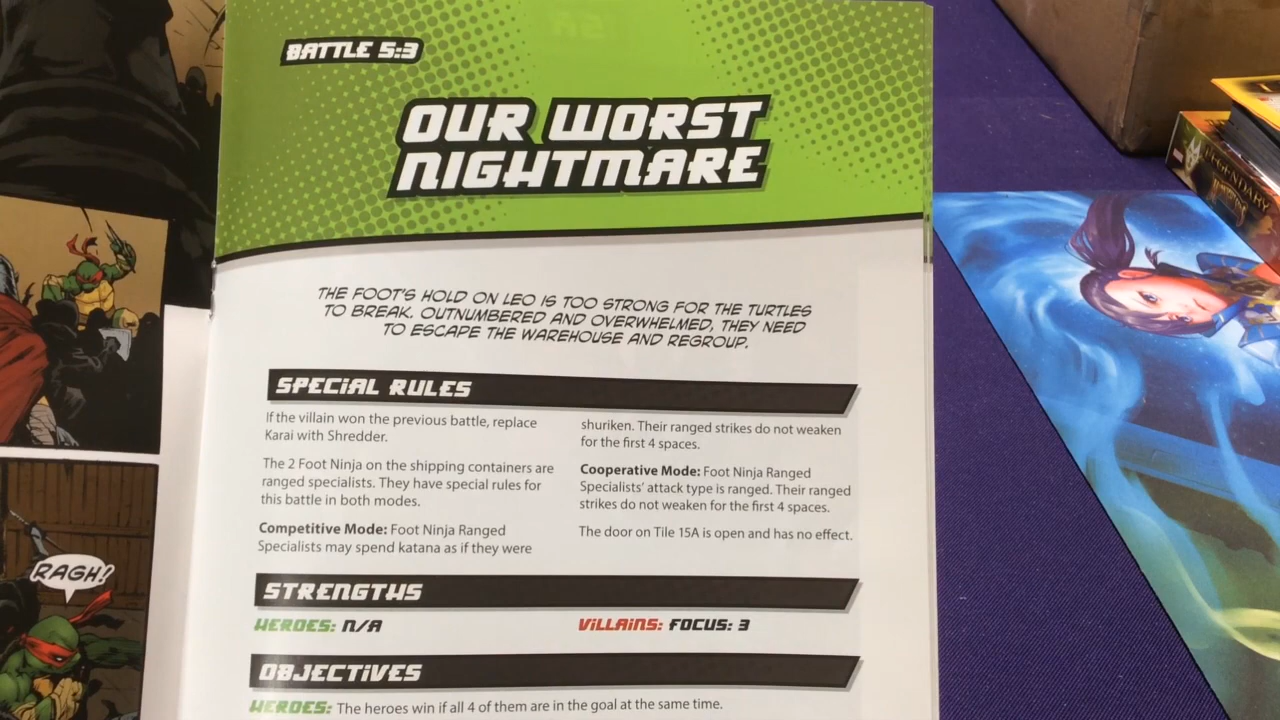 BATTLE 5:3
OUR WORST
NIGHTMARE
THE FOOT'S HOLD ON LEO IS TOO STRONG FOR THE TURTLES
TO BREAK. OUTNUMBERED AND OVERWHELMED, THEY NEED
TO ESCAPE THE WAREHOUSE AND REGROUP.
SPECIAL RULES
If the villain won the previous battle, replace
Karai with Shredder.
The 2 Foot Ninja on the shipping containers are
ranged specialists. They have special rules for
this battle in both modes.
Competitive Mode: Foot Ninja Ranged
Specialists may spend katana as if they were
shuriken. Their ranged strikes do not weaken
for the first 4 spaces.
Cooperative Mode: Foot Ninja Ranged
Specialists' attack type is ranged. Their ranged
strikes do not weaken for the first 4 spaces.
The door on Tile 15A is open and has no effect.
STRENGTHS
HEROES: N/A
VILLAINS: FOCUS: 3
OBJECTIVES
HEROES: The heroes win if all 4 of them are in the goal at the same time.
RAGH!
LEGENDARY